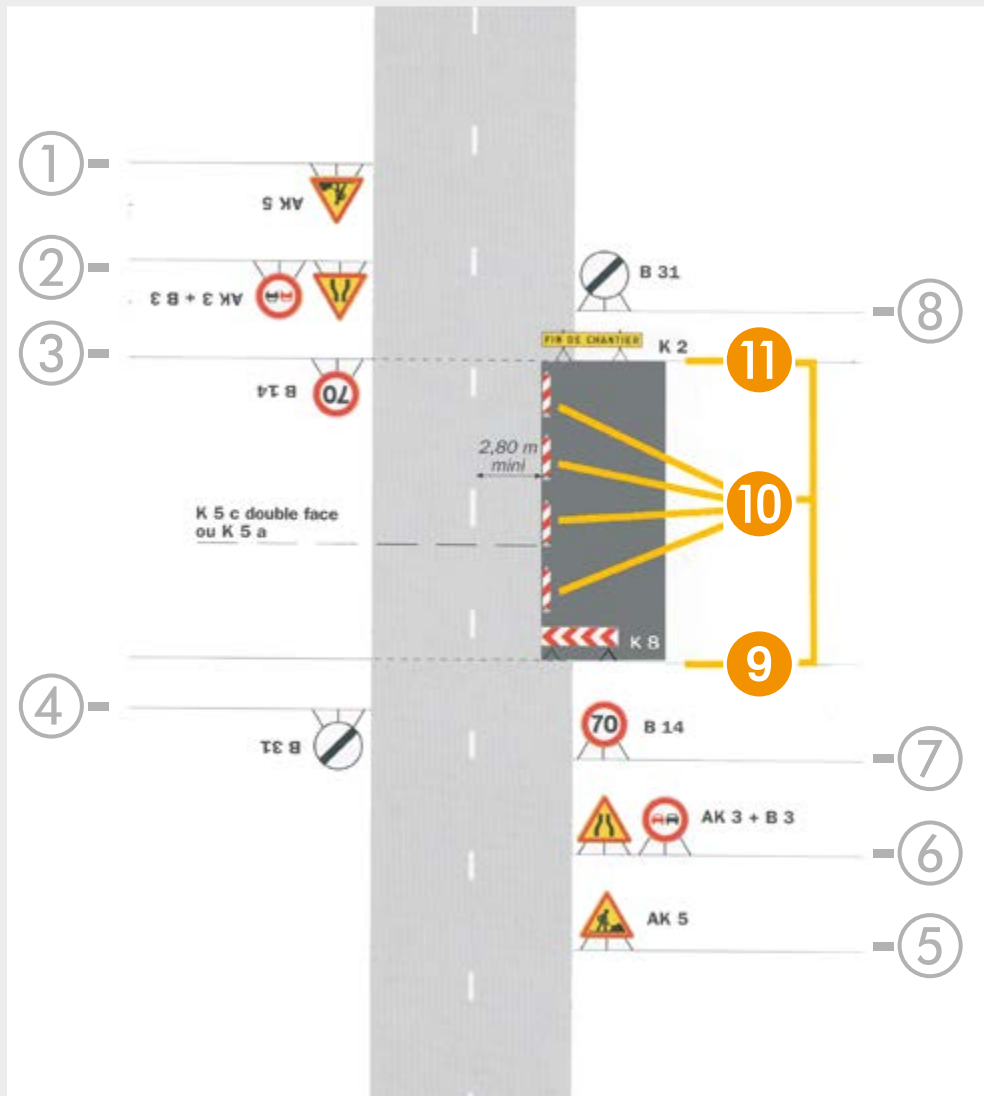 1
AK 5
2
AK 3 + B 3
B 31
8
3
FIN DE CHANTIER
K 2
11
70
B 14
2,80 m
mini
10
K 5 c double face
ou K 5 a
K 8
9
4
B 31
70
B 14
7
AK 3 + B 3
6
AK 5
5